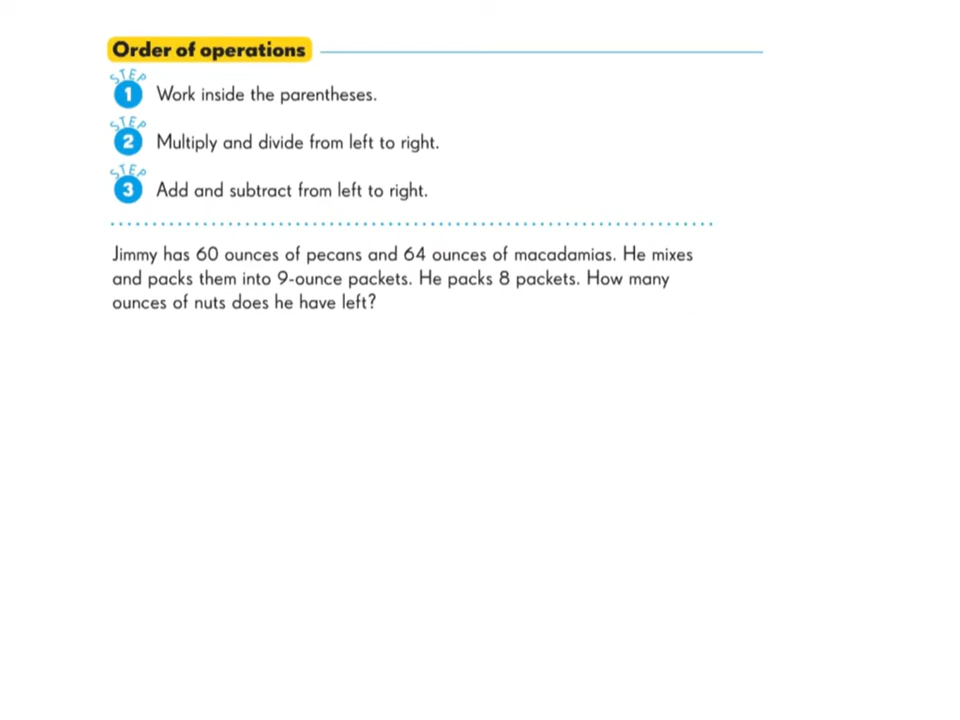 Order of operations
STEP
1 Work inside the parentheses.
STEP
2 Multiply and divide from left to right.
STEP
3 Add and subtract from left to right.
Jimmy has 60 ounces of pecans and 64 ounces of macadamias. He mixes
and packs them into 9-ounce packets. He packs 8 packets. How many
ounces of nuts does he have left?